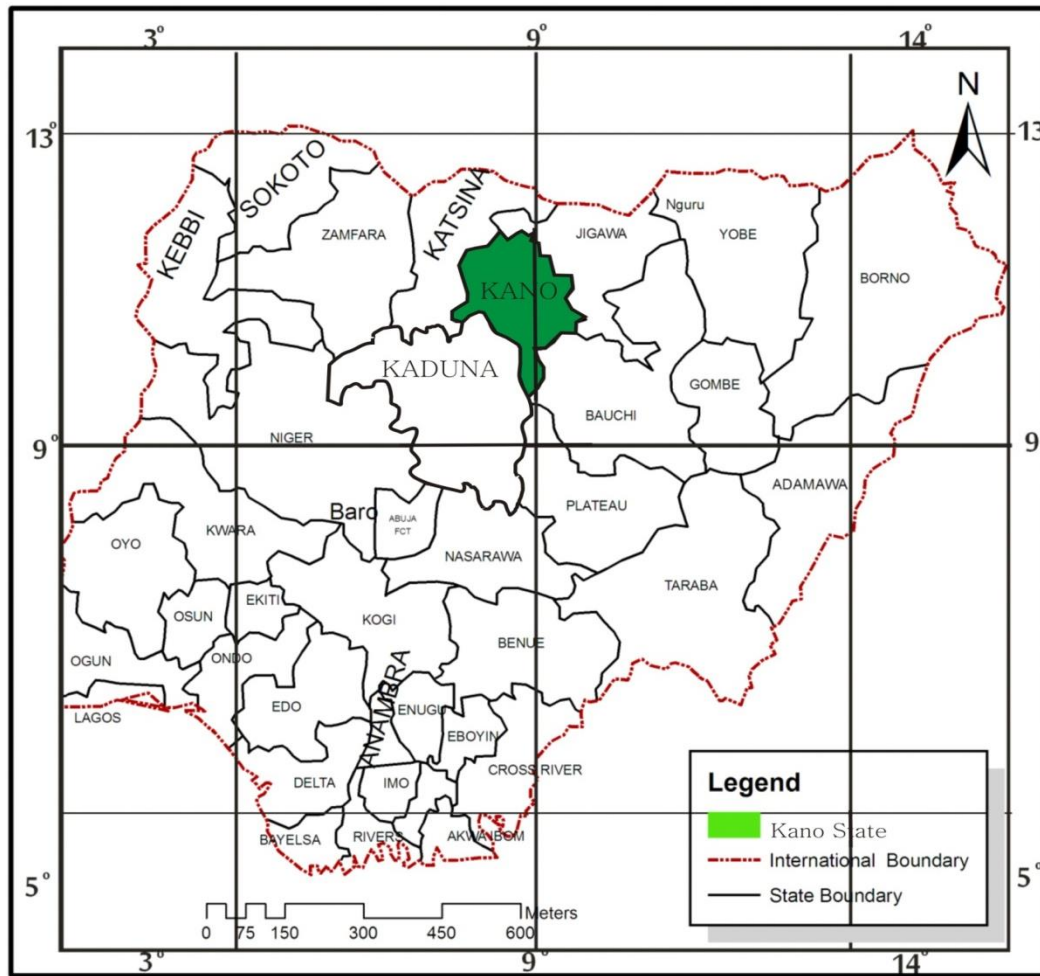 3° 9° 14°
N
13° 13°
SOKOTO
KATSINA
KEBBI
ZAMFARA
JIGAWA
Nguru
YOBE
BORNO
KANO
KADUNA
GOMBE
BAUCHI
NIGER
9° 9
ADAMAWA
PLATEAU
Baro
ABUJA
FCT
KWARA
OYO
NASARAWA
TARABA
EKITI
OSUN
KOGI
BENUE
ONDO
OGUN
EDO
ANAMBRA
ENUGU
LAGOS
EBOYIN
CROSS RIVER
DELTA
IMO
BAYELSA
RIVERS
AKWA IBOM
Legend
Kano State
International Boundary
State Boundary
5° 5°
Meters
0 75 150 300 450 600
3° 9° 14°